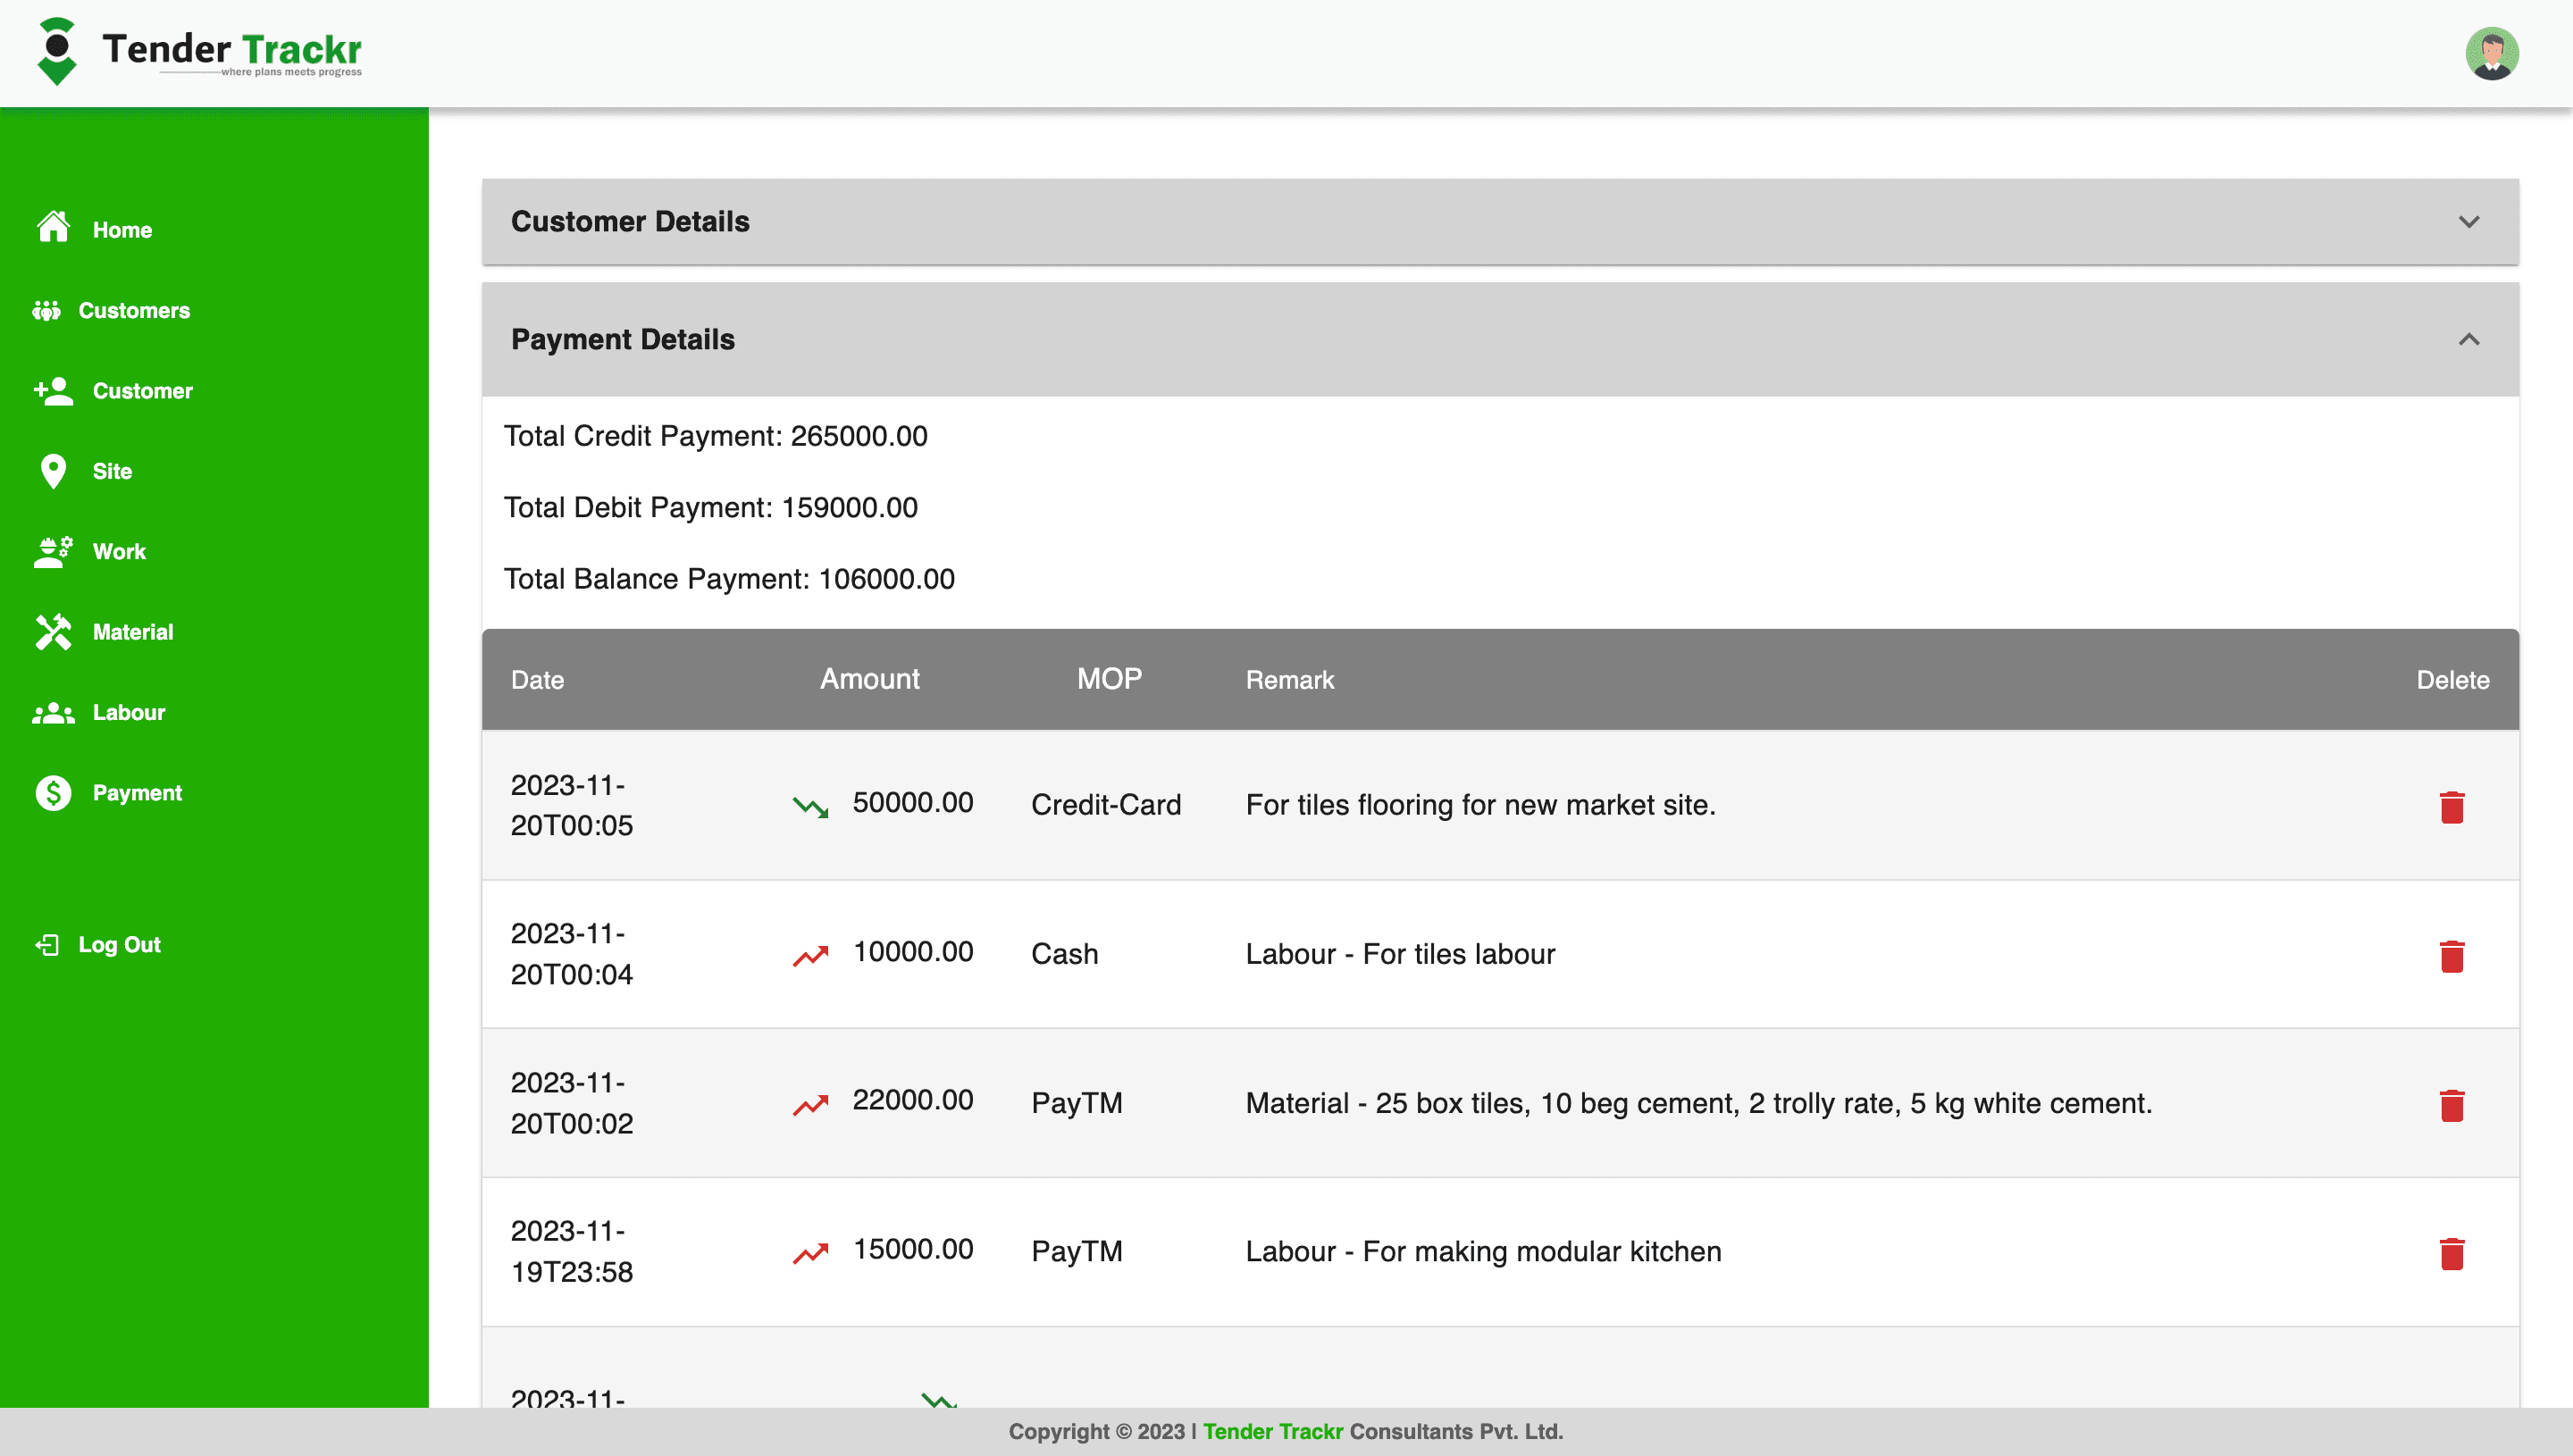 Tender Trackr
where plans meets progress
Home
Customers
Customer
Site
Work
Material
Labour
Payment
Log Out
Customer Details
Payment Details
Total Credit Payment: 265000.00
Total Debit Payment: 159000.00
Total Balance Payment: 106000.00
Date Amount MOP Remark Delete
2023-11-
20T00:05 50000.00 Credit-Card For tiles flooring for new market site.
2023-11-
20T00:04 10000.00 Cash Labour - For tiles labour
2023-11-
20T00:02 22000.00 PayTM Material - 25 box tiles, 10 beg cement, 2 trolly rate, 5 kg white cement.
2023-11-
19T23:58 15000.00 PayTM Labour - For making modular kitchen
2023-11-
Copyright © 2023 | Tender Trackr Consultants Pvt. Ltd.